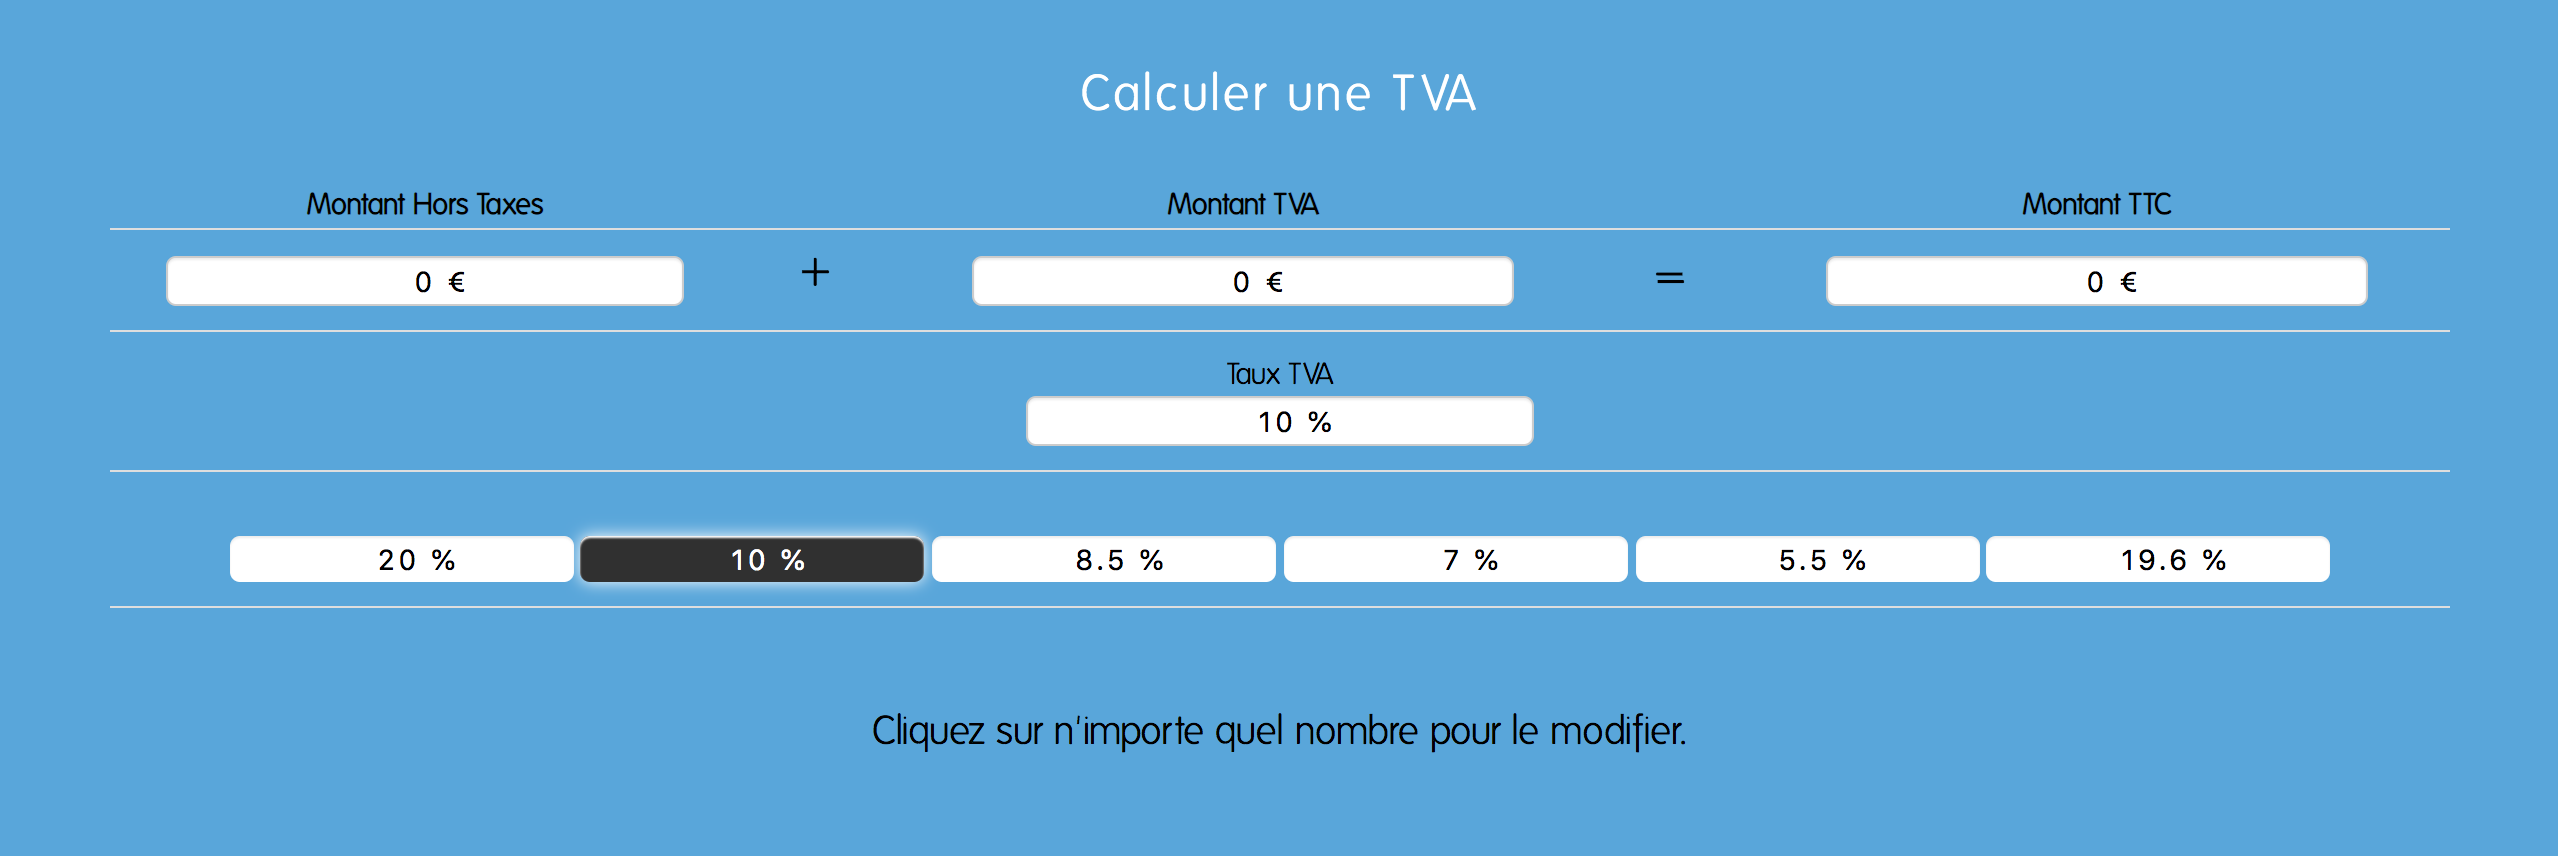 Calculer une TVA
Montant Hors Taxes Montant TVA Montant TTC
0 € + 0 € = 0 €
Taux TVA
10 %
20 % 10 % 8.5 % 7 % 5.5 % 19.6 %
Cliquez sur n'importe quel nombre pour le modifier.